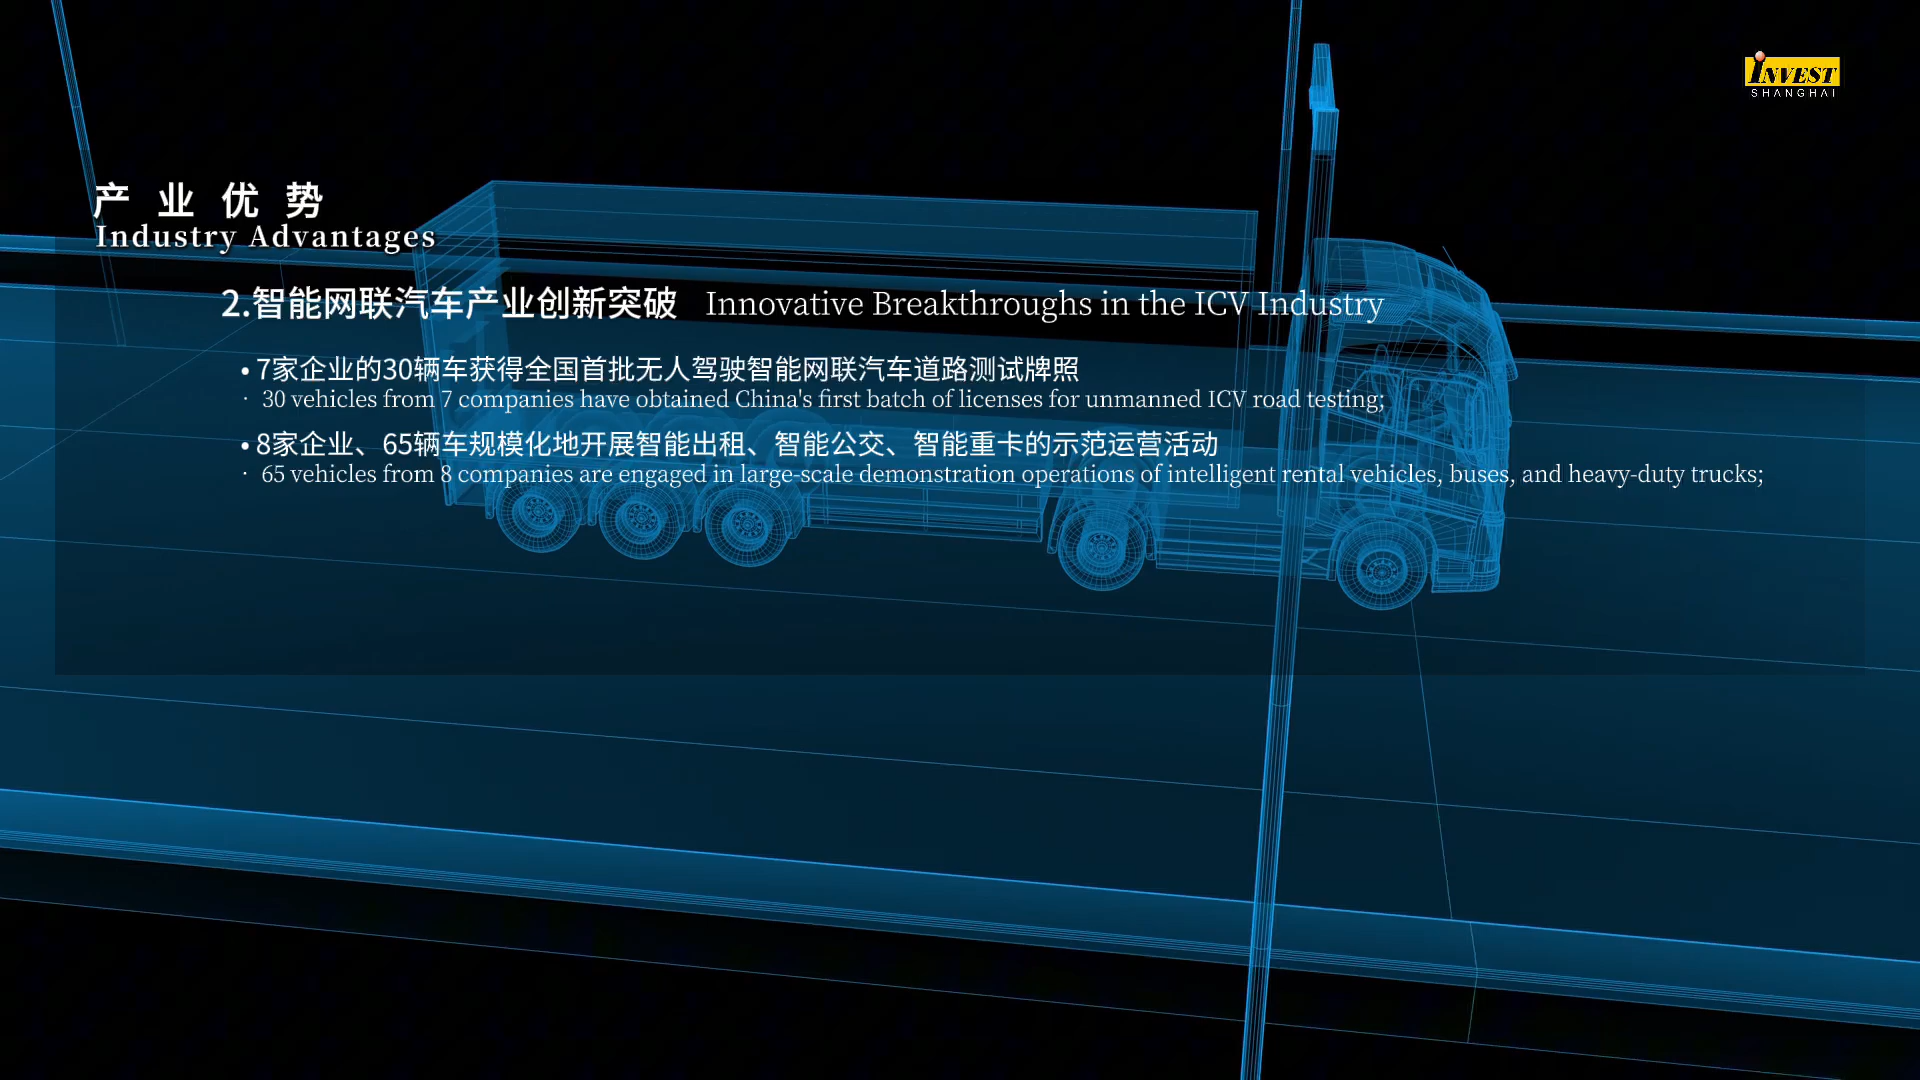 INVEST
SHANGHAI
产业优势
Industry Advantages
2.智能网联汽车产业创新突破 Innovative Breakthroughs in the ICV Industry
• 7家企业的30辆车获得全国首批无人驾驶智能网联汽车道路测试牌照
· 30 vehicles from 7 companies have obtained China's first batch of licenses for unmanned ICV road testing;
• 8家企业、65辆车规模化地开展智能出租、智能公交、智能重卡的示范运营活动
· 65 vehicles from 8 companies are engaged in large-scale demonstration operations of intelligent rental vehicles, buses, and heavy-duty trucks;